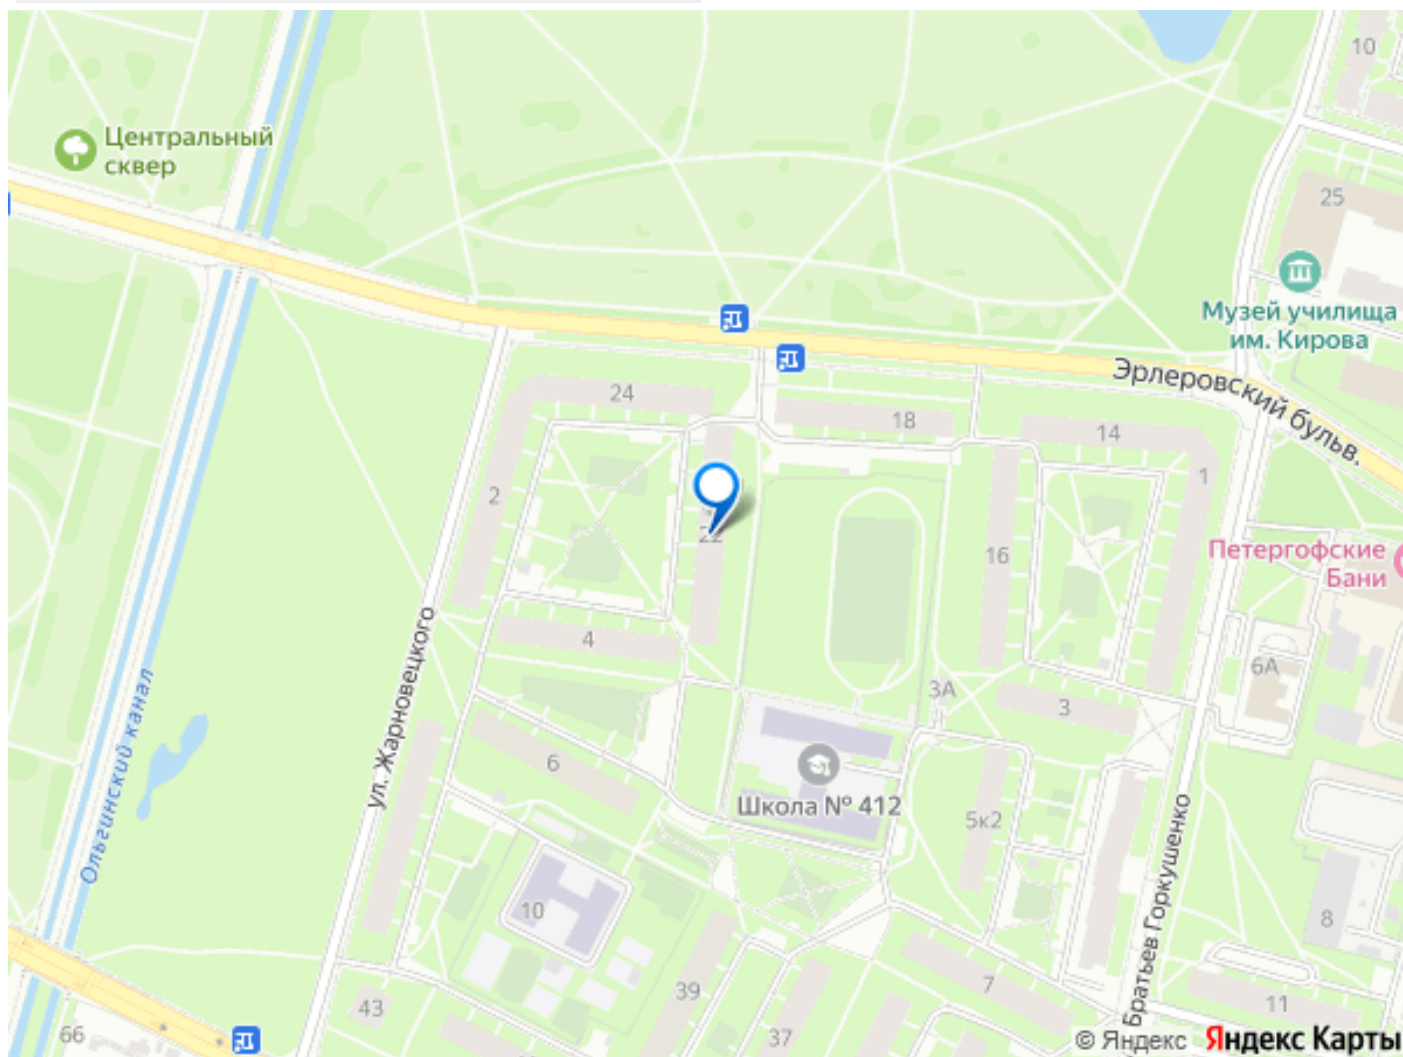 10
Центральный
сквер
25
Музей училища
им. Кирова
Эрлеровский бульв.
24
18
14
2
1
22
16
Петергофские
Бани
ул. Жарновецкого
4
6А
3А
3
Ольгинский канал
6
Школа № 412
5к2
Братьев Горкушенко
10
8
39
7
43
11
66
37
© Яндекс Яндекс Карты